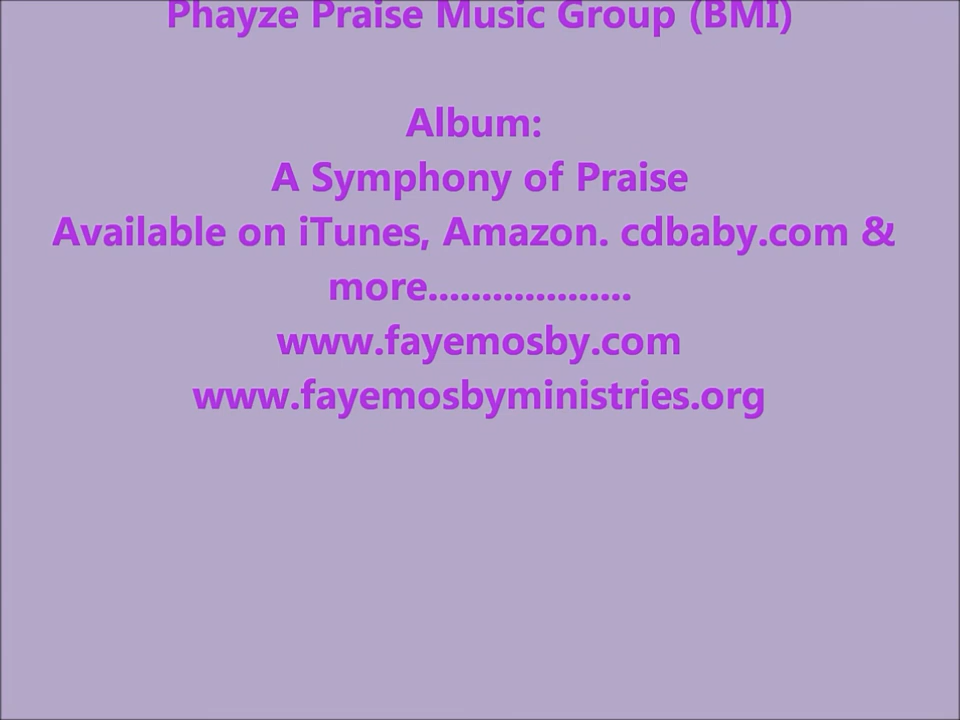 Phayze Praise Music Group (BMI)
Album:
A Symphony of Praise
Available on iTunes, Amazon. cdbaby.com &
more...................
www.fayemosby.com
www.fayemosbyministries.org